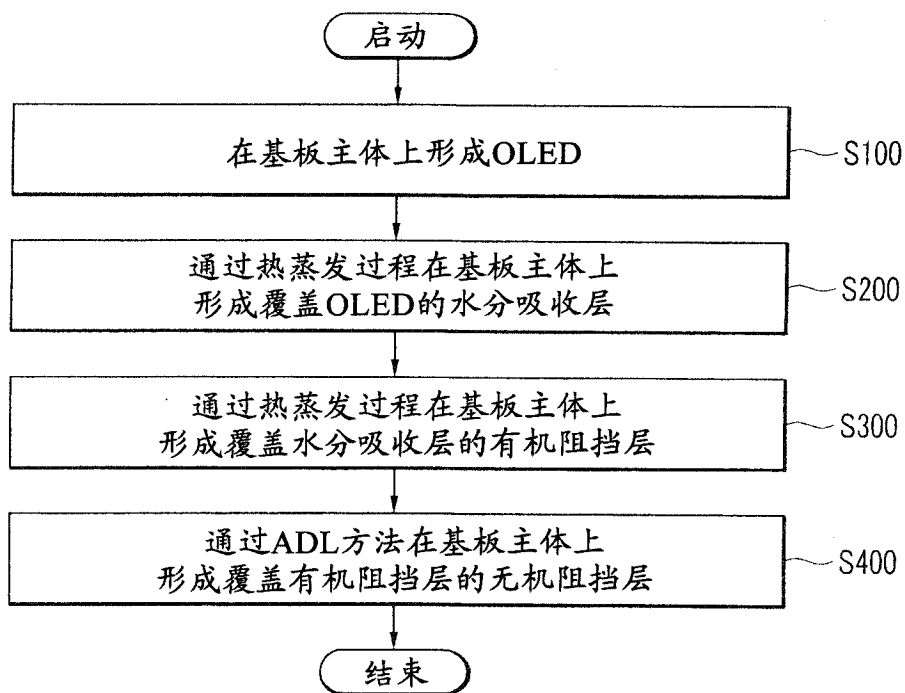 启动
在基板主体上形成OLED
S100
通过热蒸发过程在基板主体上
形成覆盖OLED的水分吸收层
S200
通过热蒸发过程在基板主体上
形成覆盖水分吸收层的有机阻挡层
S300
通过ADL方法在基板主体上
形成覆盖有机阻挡层的无机阻挡层
S400
结束